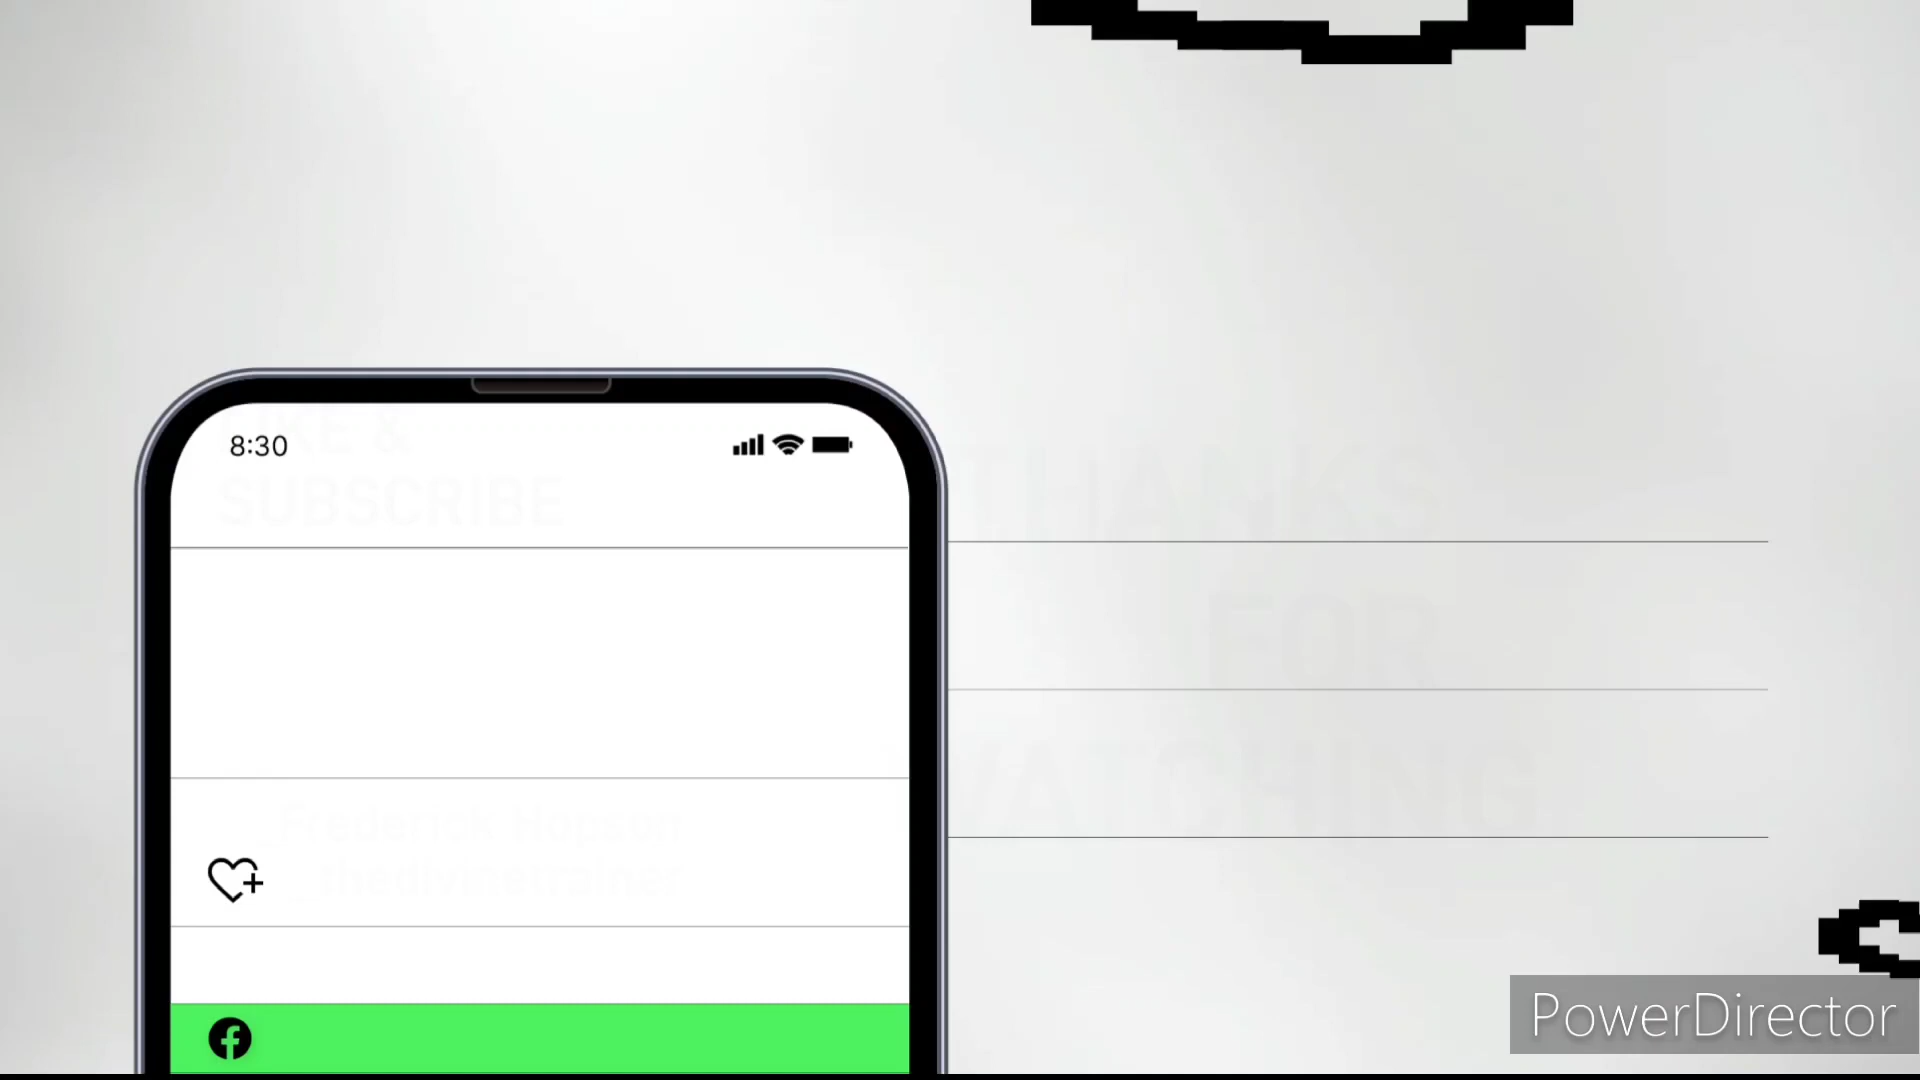 LIKE &
8:30
SUBSCRIBE
THANKS
FOR
WATCHING
Frederick Hopson
thedivinetrainer
PowerDirector